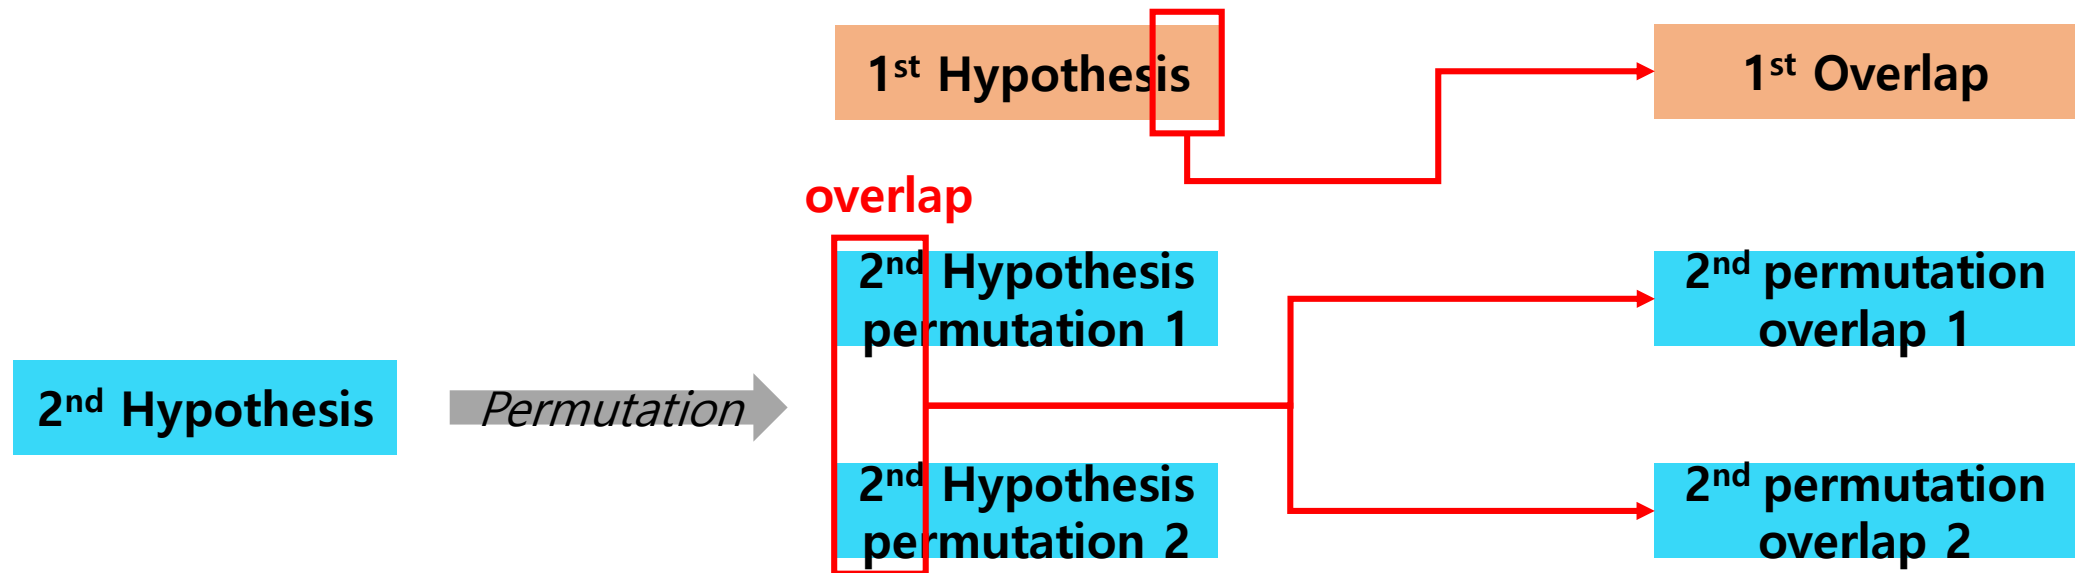 1st Hypothesis
1st Overlap
overlap
2nd Hypothesis
permutation 1
2nd permutation
overlap 1
2nd Hypothesis
Permutation
2nd Hypothesis
permutation 2
2nd permutation
overlap 2